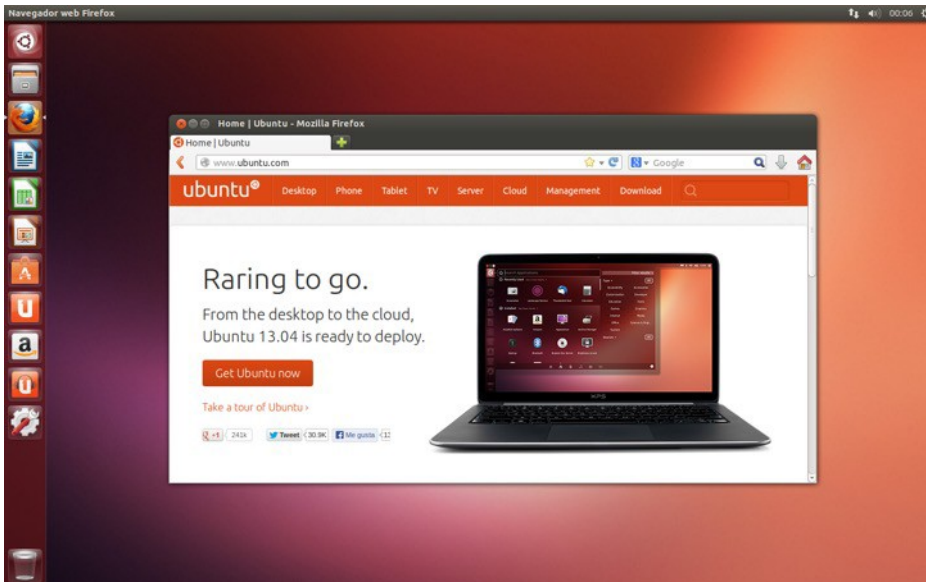 Navegador web Firefox
00:06
Home | Ubuntu - Mozilla Firefox
Home | Ubuntu
www.ubuntu.com
Google
ubuntu
Desktop Phone Tablet TV Server Cloud Management Download
Raring to go.
From the desktop to the cloud,
Ubuntu 13.04 is ready to deploy.
Get Ubuntu now
Take a tour of Ubuntu ›
+1 241k Tweet 30.9K Me gusta
XPS